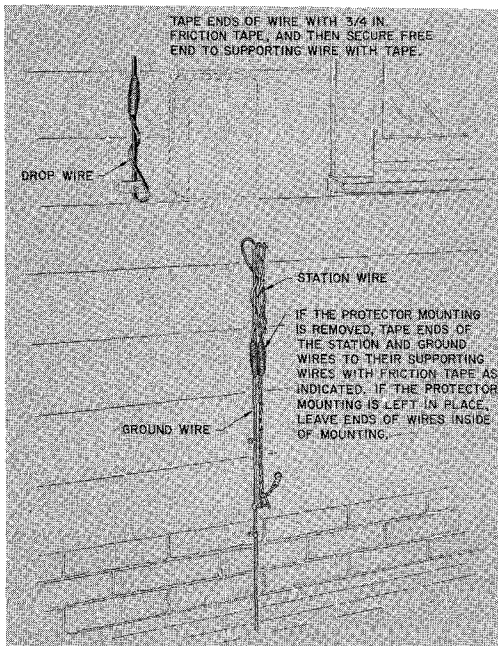 TAPE ENDS OF WIRE WITH 3/4 IN.
FRICTION TAPE, AND THEN SECURE FREE
END TO SUPPORTING WIRE WITH TAPE.
DROP WIRE
STATION WIRE
IF THE PROTECTOR MOUNTING
IS REMOVED, TAPE ENDS OF
THE STATION AND GROUND
WIRES TO THEIR SUPPORTING
WIRES WITH FRICTION TAPE AS
INDICATED. IF THE PROTECTOR
MOUNTING IS LEFT IN PLACE,
LEAVE ENDS OF WIRES INSIDE
OF MOUNTING.
GROUND WIRE